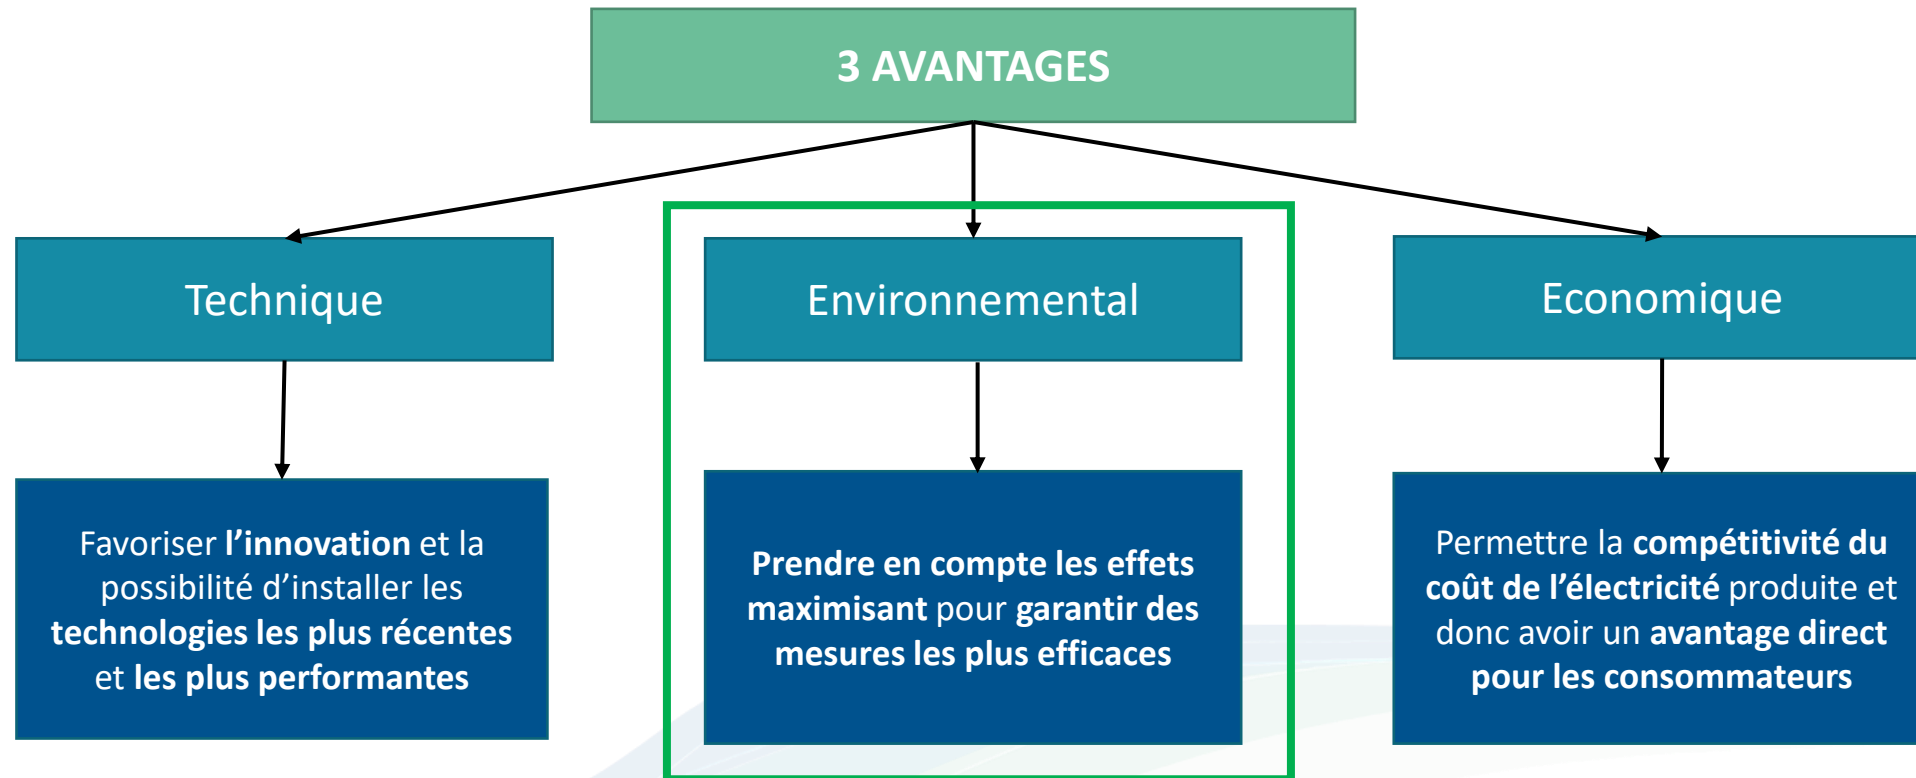 3 AVANTAGES
Technique
Environnemental
Economique
Favoriser l’innovation et la
possibilité d’installer les
technologies les plus récentes
et les plus performantes
Prendre en compte les effets
maximisant pour garantir des
mesures les plus efficaces
Permettre la compétitivité du
coût de l’électricité produite et
donc avoir un avantage direct
pour les consommateurs